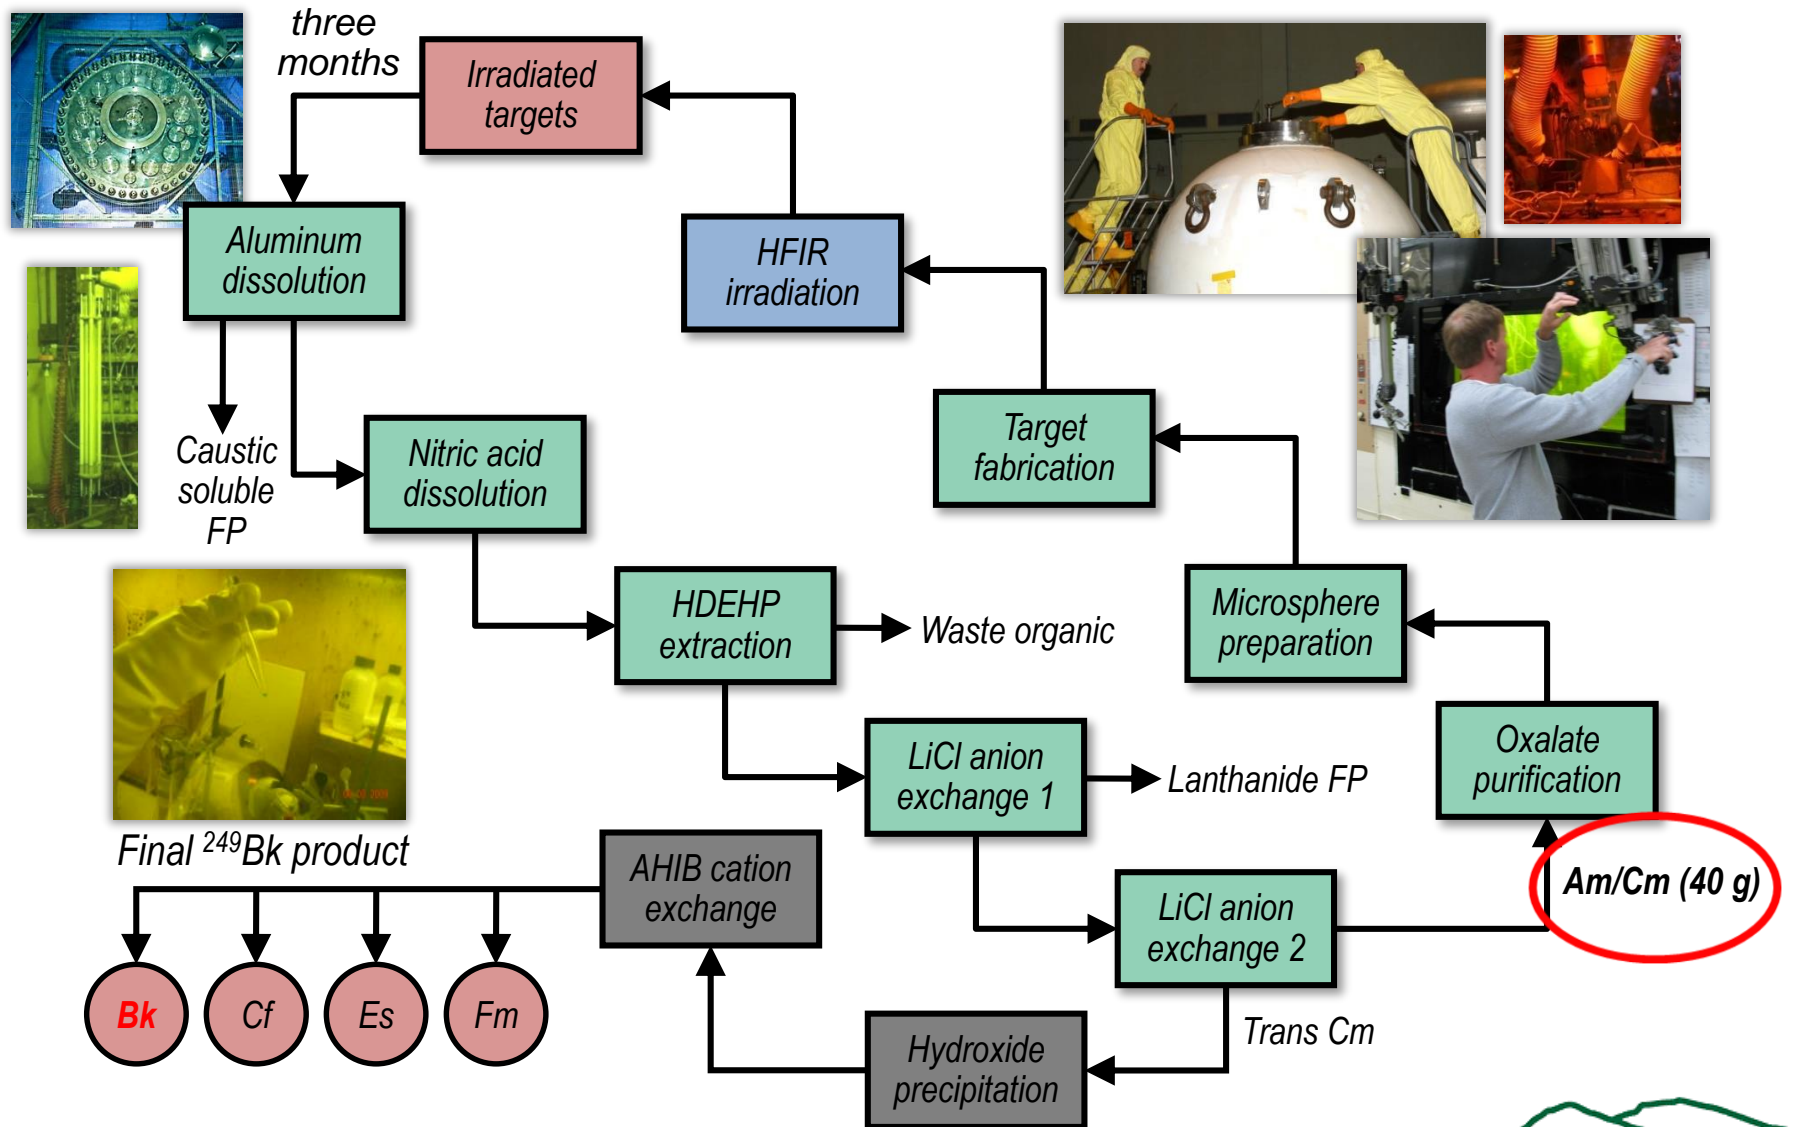 three
months
Irradiated
targets
Aluminum
dissolution
HFIR
irradiation
Caustic
soluble
FP
Nitric acid
dissolution
Target
fabrication
HDEHP
extraction
Waste organic
Microsphere
preparation
LiCl anion
exchange 1
Lanthanide FP
Oxalate
purification
Final ²⁴⁹Bk product
AHIB cation
exchange
LiCl anion
exchange 2
Am/Cm (40 g)
Bk
Cf
Es
Fm
Trans Cm
Hydroxide
precipitation